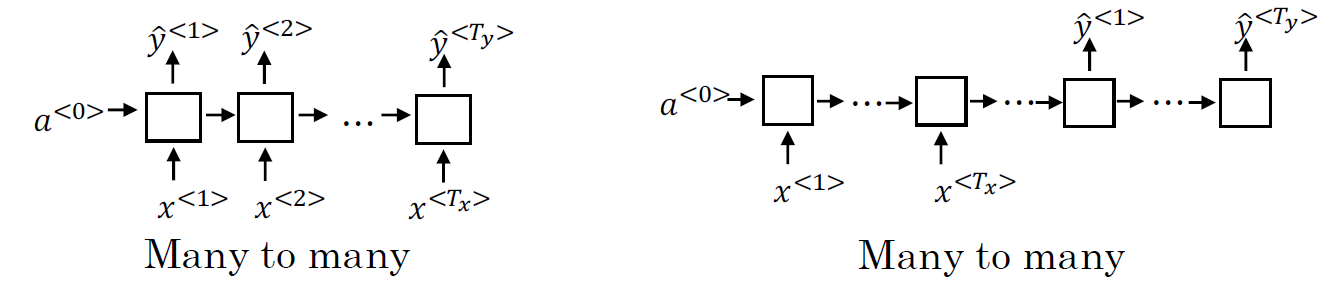 ŷ<1> ŷ<2> ŷ<Ty>
a<0> ...
x<1> x<2> x<Tx>
Many to many
ŷ<1> ŷ<Ty>
a<0> ... ... ...
x<1> x<Tx>
Many to many